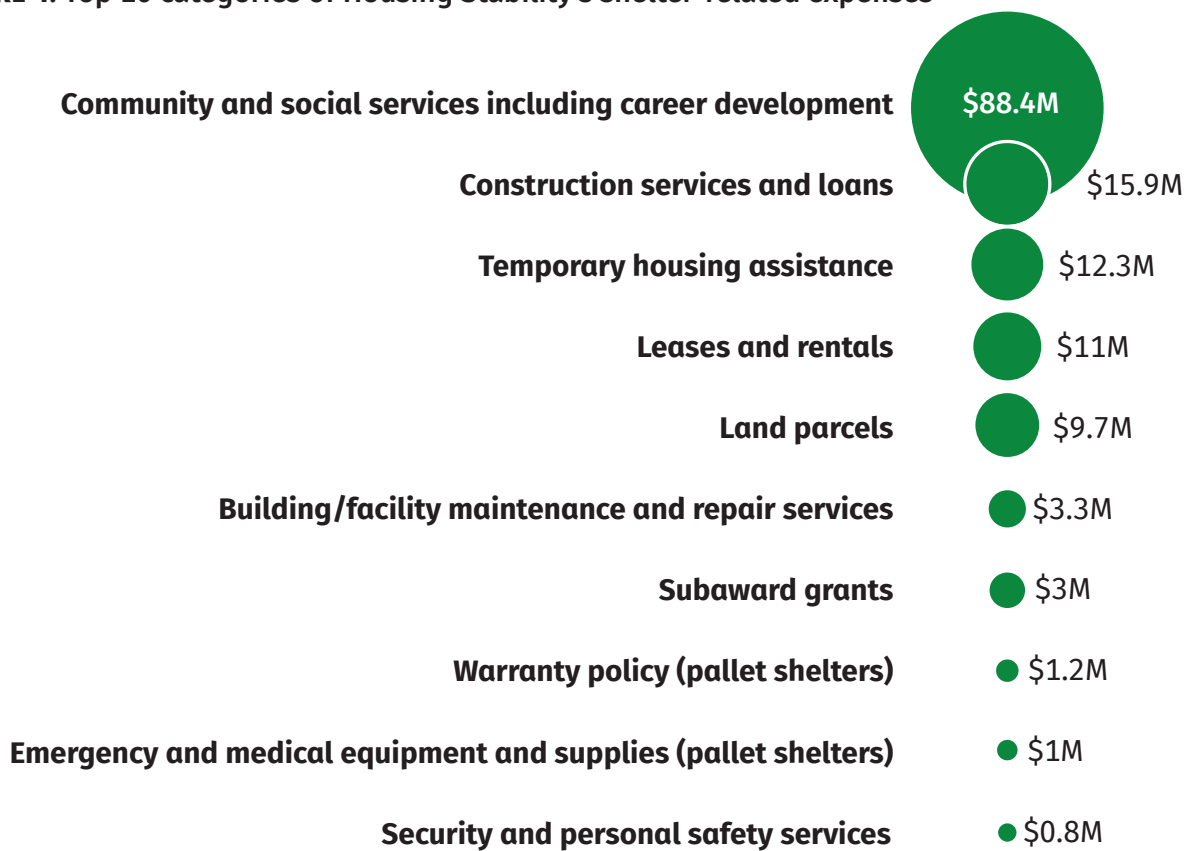 Community and social services including career development $88.4M
Construction services and loans $15.9M
Temporary housing assistance $12.3M
Leases and rentals $11M
Land parcels $9.7M
Building/facility maintenance and repair services $3.3M
Subaward grants $3M
Warranty policy (pallet shelters) $1.2M
Emergency and medical equipment and supplies (pallet shelters) $1M
Security and personal safety services $0.8M